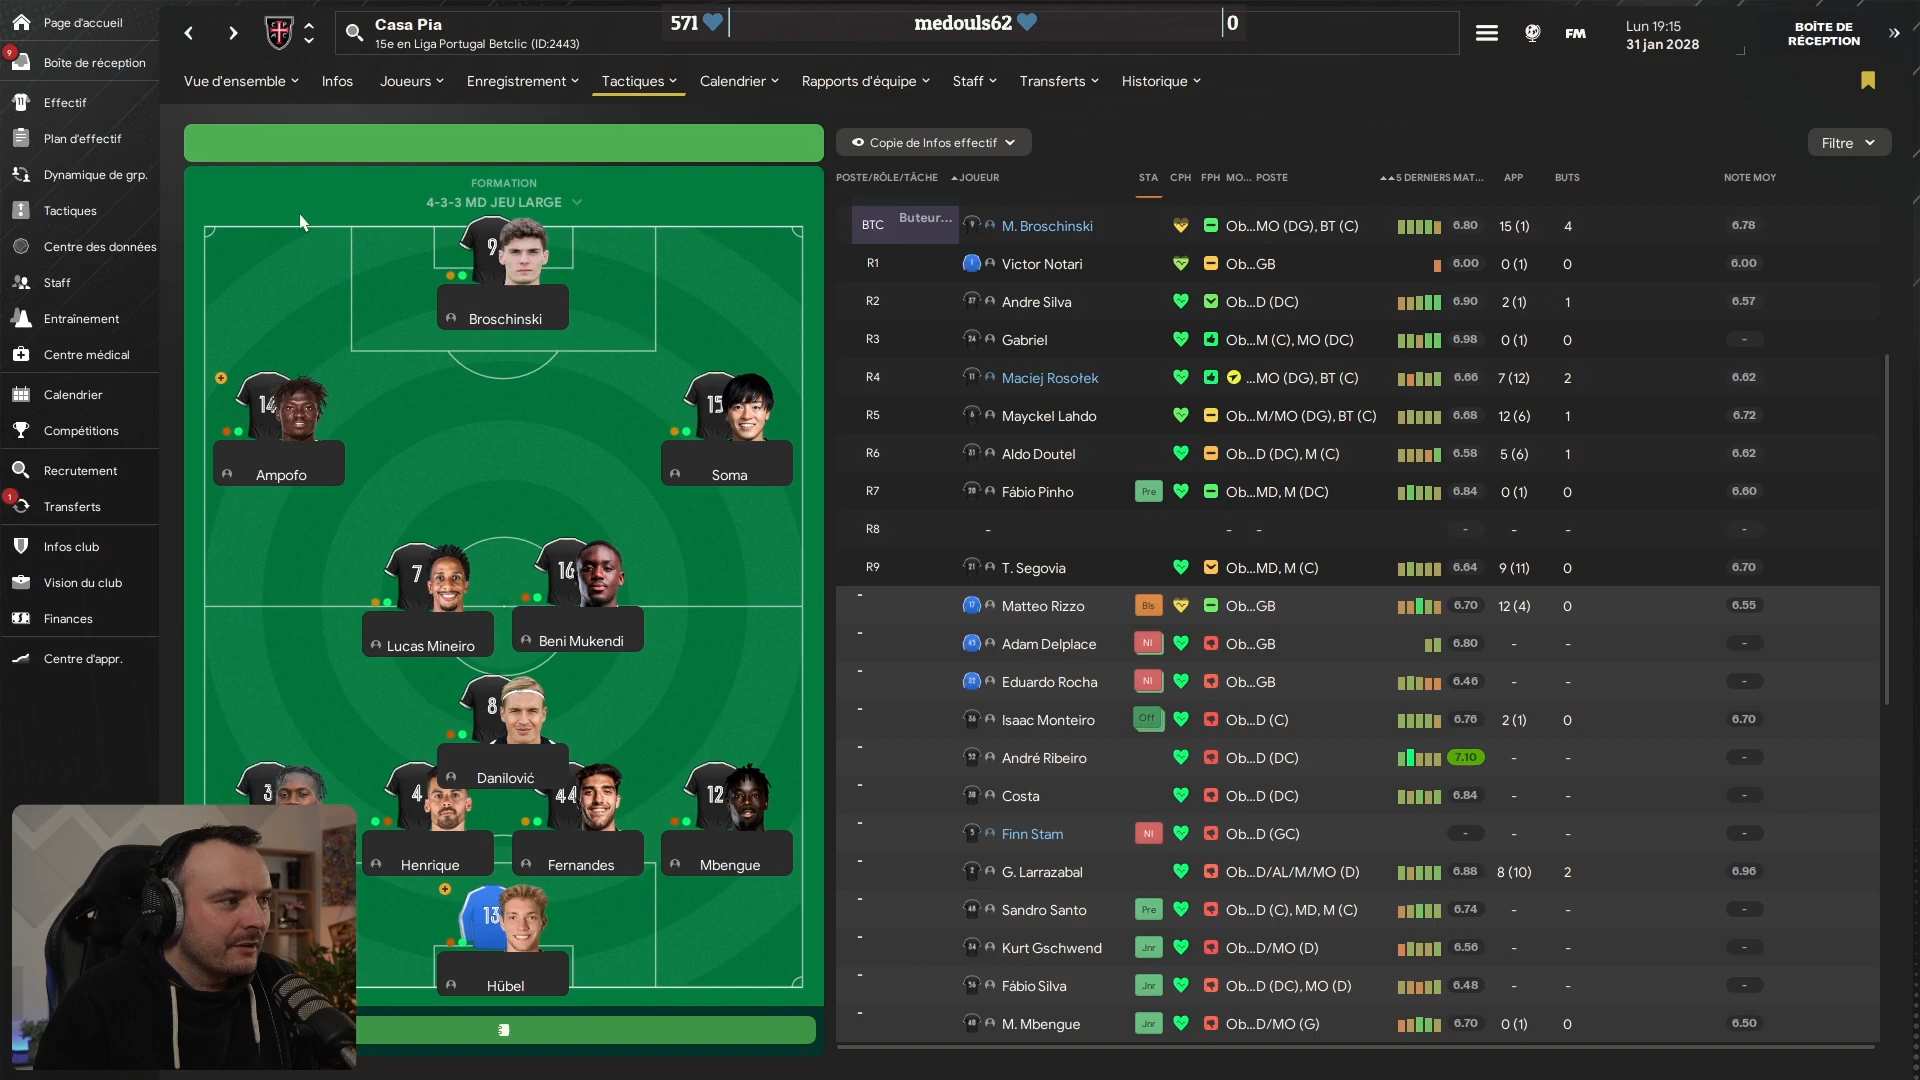 Page d'accueil
9
Boîte de réception
Effectif
Plan d'effectif
Dynamique de grp.
Tactiques
Centre des données
Staff
Entraînement
Centre médical
Calendrier
Compétitions
Recrutement
1
Transferts
Infos club
Vision du club
Finances
Centre d'appr.
Casa Pia
15e en Liga Portugal Betclic (ID:2443)
571
medouls62
0
FM
Lun 19:15
31 jan 2028
BOÎTE DE
RÉCEPTION
Vue d'ensemble Infos Joueurs Enregistrement Tactiques Calendrier Rapports d'équipe Staff Transferts Historique
FORMATION
4-3-3 MD JEU LARGE
9
Broschinski
14
Ampofo
15
Soma
7
Lucas Mineiro
16
Beni Mukendi
8
Danilović
3
4
Henrique
44
Fernandes
12
Mbengue
13
Hübel
Copie de Infos effectif
Filtre
POSTE/RÔLE/TÂCHE JOUEUR STA CPH FPH MO... POSTE 5 DERNIERS MAT... APP BUTS NOTE MOY
BTC Buteur... M. Broschinski Ob...MO (DG), BT (C) 6.80 15 (1) 4 6.78
R1 Victor Notari Ob...GB 6.00 0 (1) 0 6.00
R2 Andre Silva Ob...D (DC) 6.90 2 (1) 1 6.57
R3 Gabriel Ob...M (C), MO (DC) 6.98 0 (1) 0 -
R4 Maciej Rosołek ...MO (DG), BT (C) 6.66 7 (12) 2 6.62
R5 Mayckel Lahdo Ob...M/MO (DG), BT (C) 6.68 12 (6) 1 6.72
R6 Aldo Doutel Ob...D (DC), M (C) 6.58 5 (6) 1 6.62
R7 Fábio Pinho Pre Ob...MD, M (DC) 6.84 0 (1) 0 6.60
R8 - - - - - - -
R9 T. Segovia Ob...MD, M (C) 6.64 9 (11) 0 6.70
- Matteo Rizzo Bls Ob...GB 6.70 12 (4) 0 6.55
- Adam Delplace NI Ob...GB 6.80 - - -
- Eduardo Rocha NI Ob...GB 6.46 - - -
- Isaac Monteiro Off Ob...D (C) 6.76 2 (1) 0 6.70
- André Ribeiro Ob...D (DC) 7.10 - - -
- Costa Ob...D (DC) 6.84 - - -
- Finn Stam NI Ob...D (GC) - - - -
- G. Larrazabal Ob...D/AL/M/MO (D) 6.88 8 (10) 2 6.96
- Sandro Santo Pre Ob...D (C), MD, M (C) 6.74 - - -
- Kurt Gschwend Jnr Ob...D/MO (D) 6.56 - - -
- Fábio Silva Jnr Ob...D (DC), MO (D) 6.48 - - -
- M. Mbengue Jnr Ob...D/MO (G) 6.70 0 (1) 0 6.50